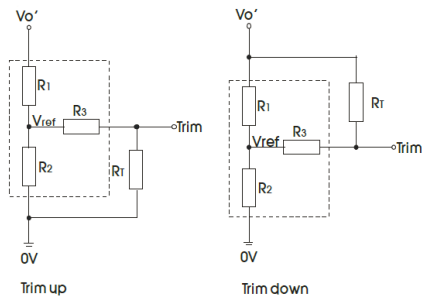 Vo'
R1
Vref
R3
Trim
R2
RT
0V
Trim up
Vo'
R1
RT
Vref
R3
Trim
R2
0V
Trim down